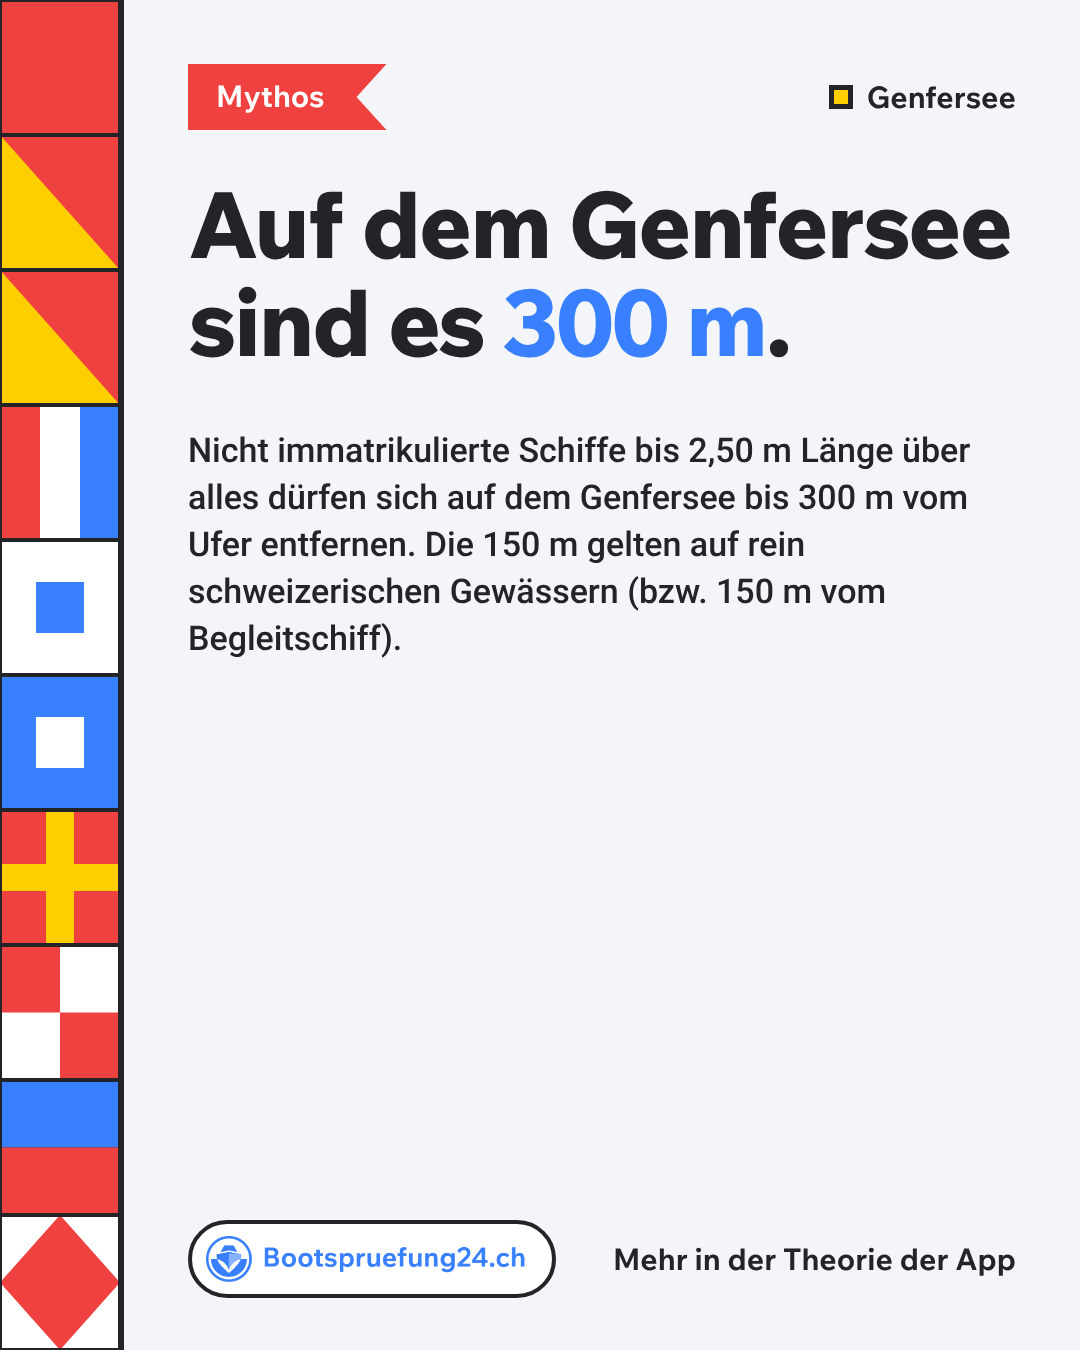 Mythos
Genfersee
Auf dem Genfersee
sind es 300 m.
Nicht immatrikulierte Schiffe bis 2,50 m Länge über
alles dürfen sich auf dem Genfersee bis 300 m vom
Ufer entfernen. Die 150 m gelten auf rein
schweizerischen Gewässern (bzw. 150 m vom
Begleitschiff).
Bootspruefung24.ch
Mehr in der Theorie der App